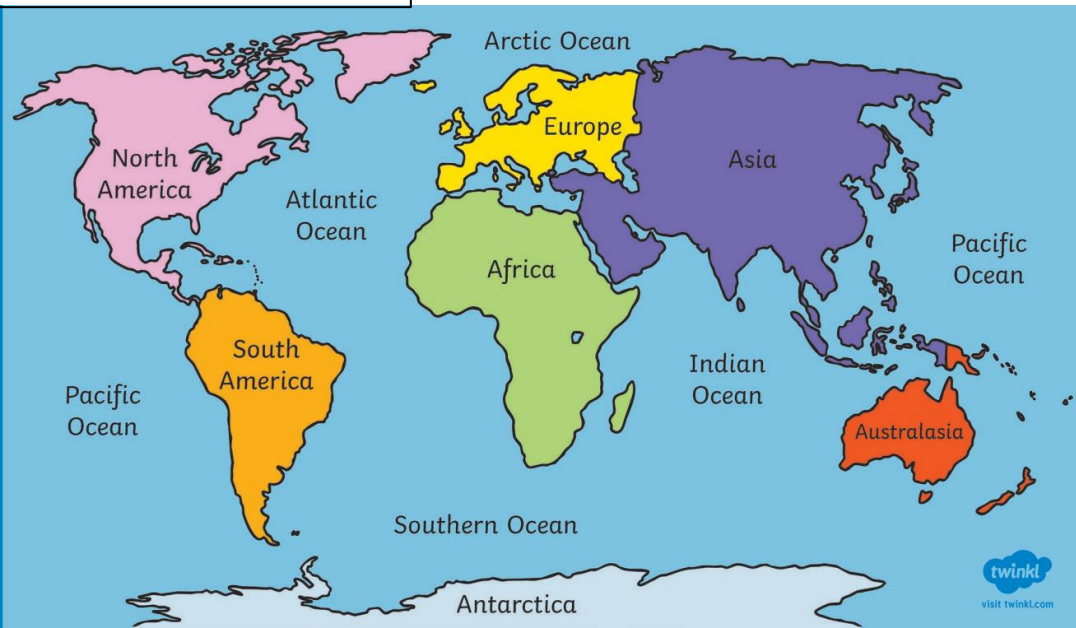 Arctic Ocean
North
America
Atlantic
Ocean
Europe
Asia
Africa
Pacific
Ocean
South
America
Pacific
Ocean
Indian
Ocean
Australasia
Southern Ocean
Antarctica
twinkl
visit twinkl.com